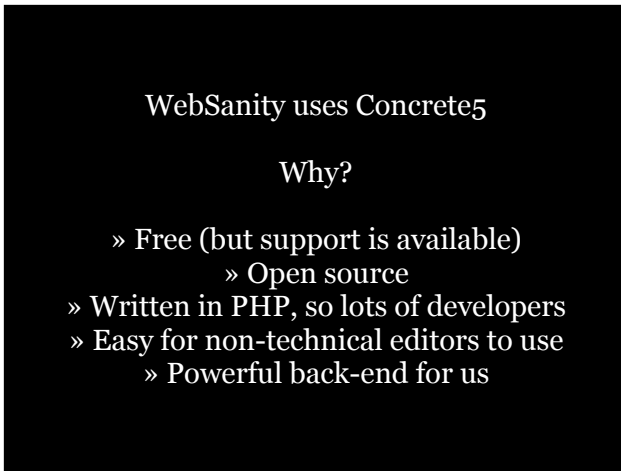 WebSanity uses Concrete5
Why?
» Free (but support is available)
» Open source
» Written in PHP, so lots of developers
» Easy for non-technical editors to use
» Powerful back-end for us